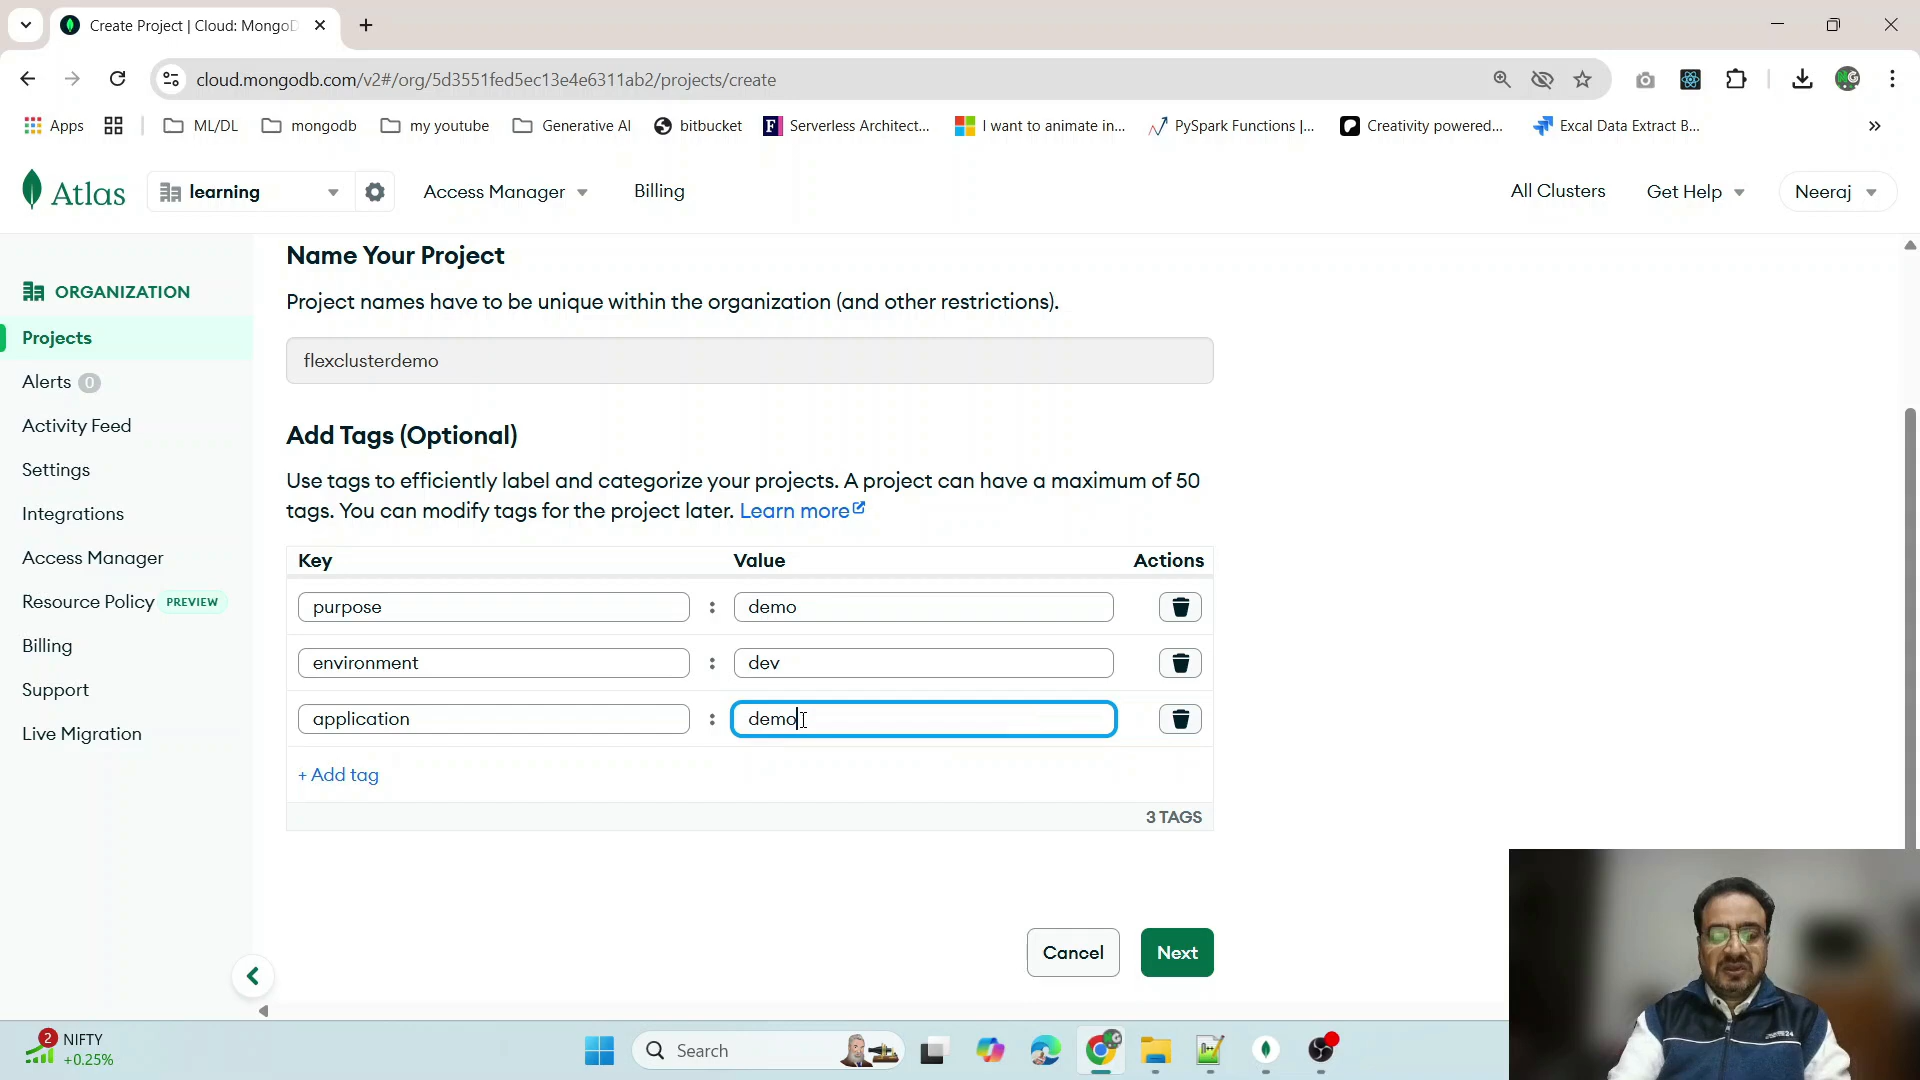 Create Project | Cloud: MongoD
cloud.mongodb.com/v2#/org/5d3551fed5ec13e4e6311ab2/projects/create
Apps
ML/DL
mongodb
my youtube
Generative AI
bitbucket
Serverless Architect...
I want to animate in...
PySpark Functions |...
Creativity powered...
Excal Data Extract B...
Atlas
learning
Access Manager
Billing
All Clusters
Get Help
Neeraj
ORGANIZATION
Projects
Alerts 0
Activity Feed
Settings
Integrations
Access Manager
Resource Policy PREVIEW
Billing
Support
Live Migration
Name Your Project
Project names have to be unique within the organization (and other restrictions).
flexclusterdemo
Add Tags (Optional)
Use tags to efficiently label and categorize your projects. A project can have a maximum of 50
tags. You can modify tags for the project later. Learn more
Key Value Actions
purpose : demo
environment : dev
application : demo
+ Add tag
3 TAGS
Cancel Next
2 NIFTY
+0.25%
Search